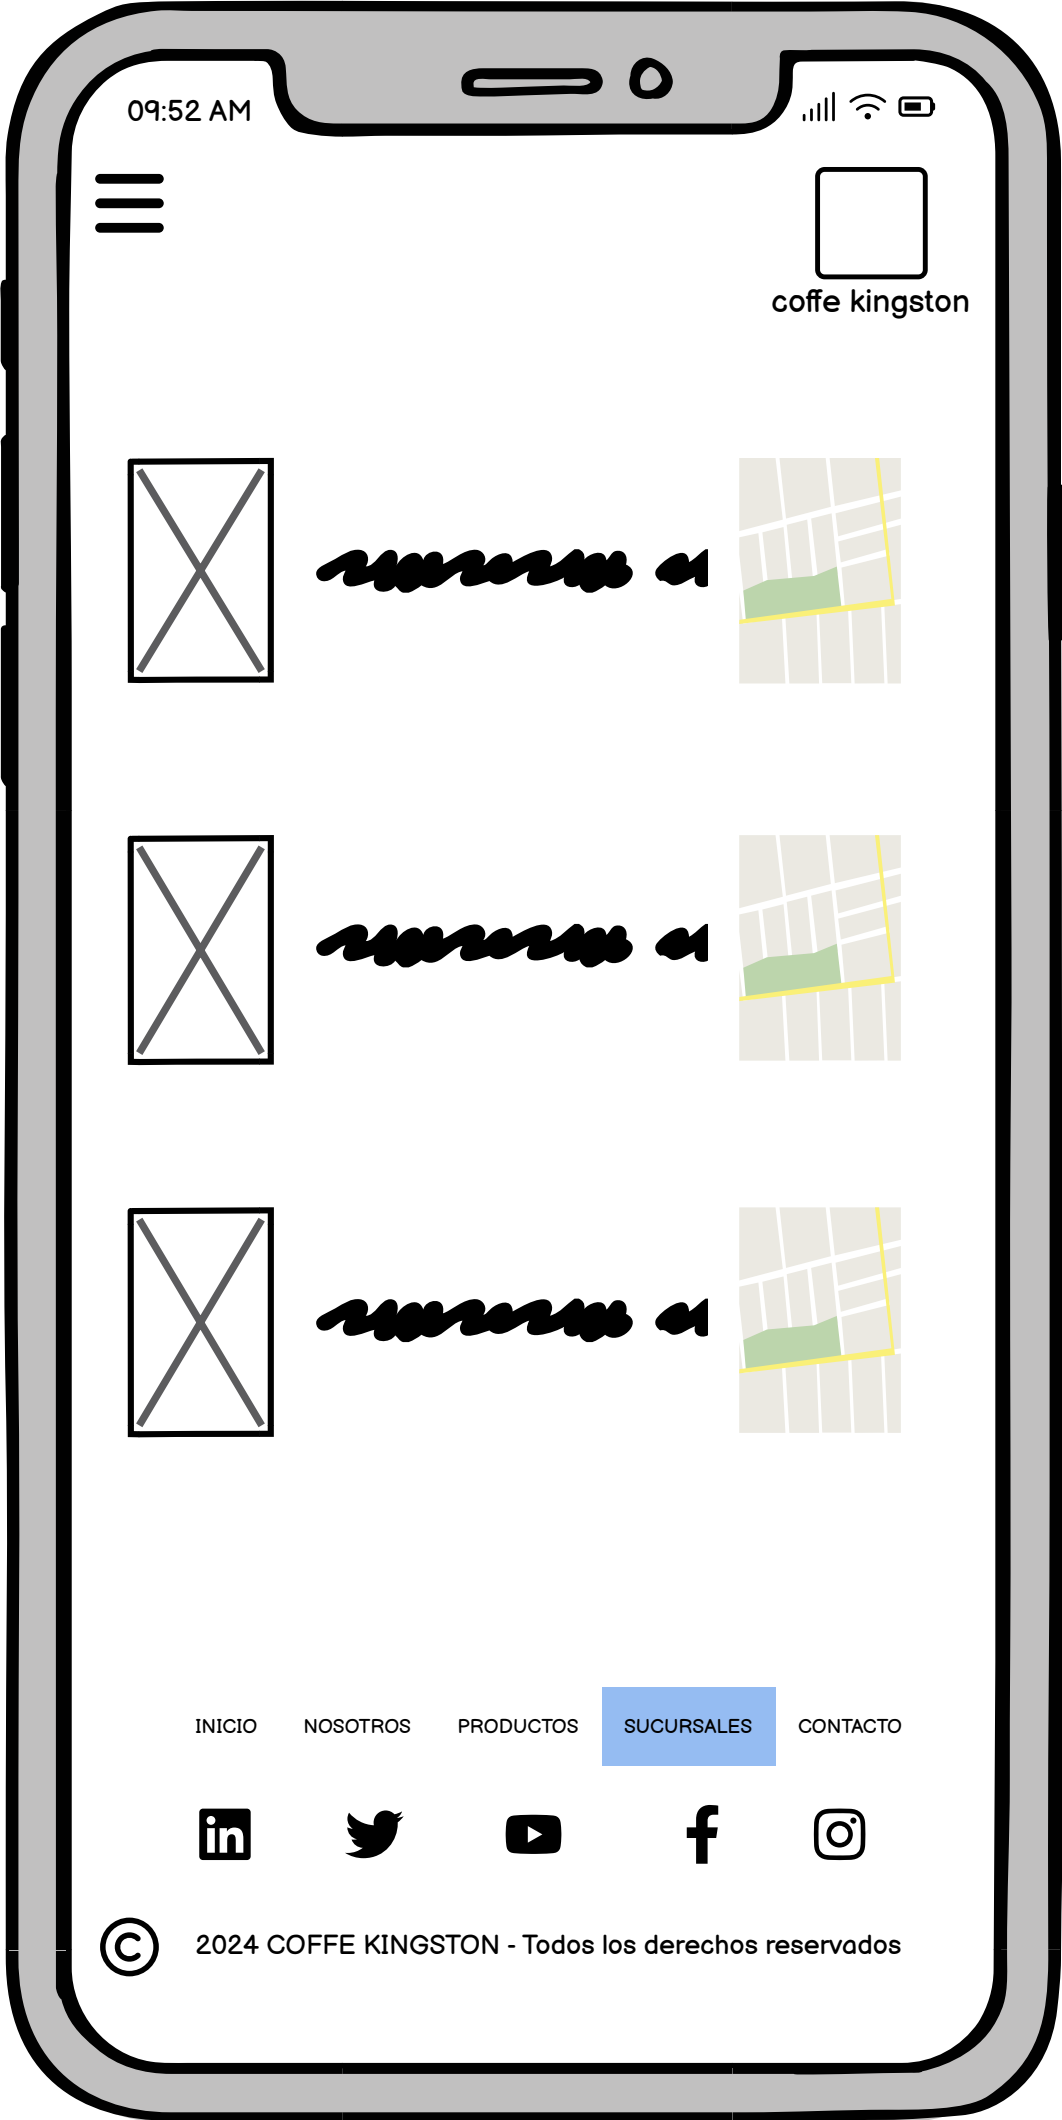 09:52 AM
coffe kingston
INICIO NOSOTROS PRODUCTOS SUCURSALES CONTACTO
2024 COFFE KINGSTON - Todos los derechos reservados